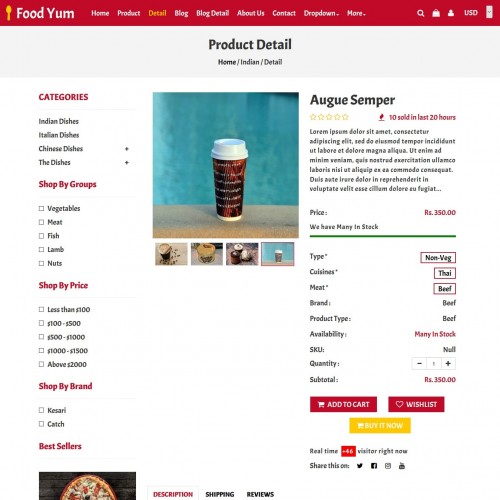 Food Yum
Home Product Detail Blog Blog Detail About Us Contact Dropdown More
USD
Product Detail
Home / Indian / Detail
CATEGORIES
Indian Dishes
Italian Dishes
Chinese Dishes +
The Dishes +
Shop By Groups
Vegetables
Meat
Fish
Lamb
Nuts
Shop By Price
Less than $100
$100 - $500
$500 - $1000
$1000 - $1500
Above $2000
Shop By Brand
Kesari
Catch
Best Sellers
Augue Semper
10 sold in last 20 hours
Lorem ipsum dolor sit amet, consectetur
adipiscing elit, sed do eiusmod tempor incididunt
ut labore et dolore magna aliqua. Ut enim ad
minim veniam, quis nostrud exercitation ullamco
laboris nisi ut aliquip ex ea commodo consequat.
Duis aute irure dolor in reprehenderit in
voluptate velit esse cillum dolore eu fugiat...
Price : Rs. 350.00
We have Many In Stock
Type * Non-Veg
Cuisines * Thai
Meat * Beef
Brand : Beef
Product Type : Beef
Availability : Many In Stock
SKU: Null
Quantity : - 1 +
Subtotal : Rs. 350.00
ADD TO CART WISHLIST
BUY IT NOW
Real time +46 visitor right now
Share this on:
DESCRIPTION SHIPPING REVIEWS